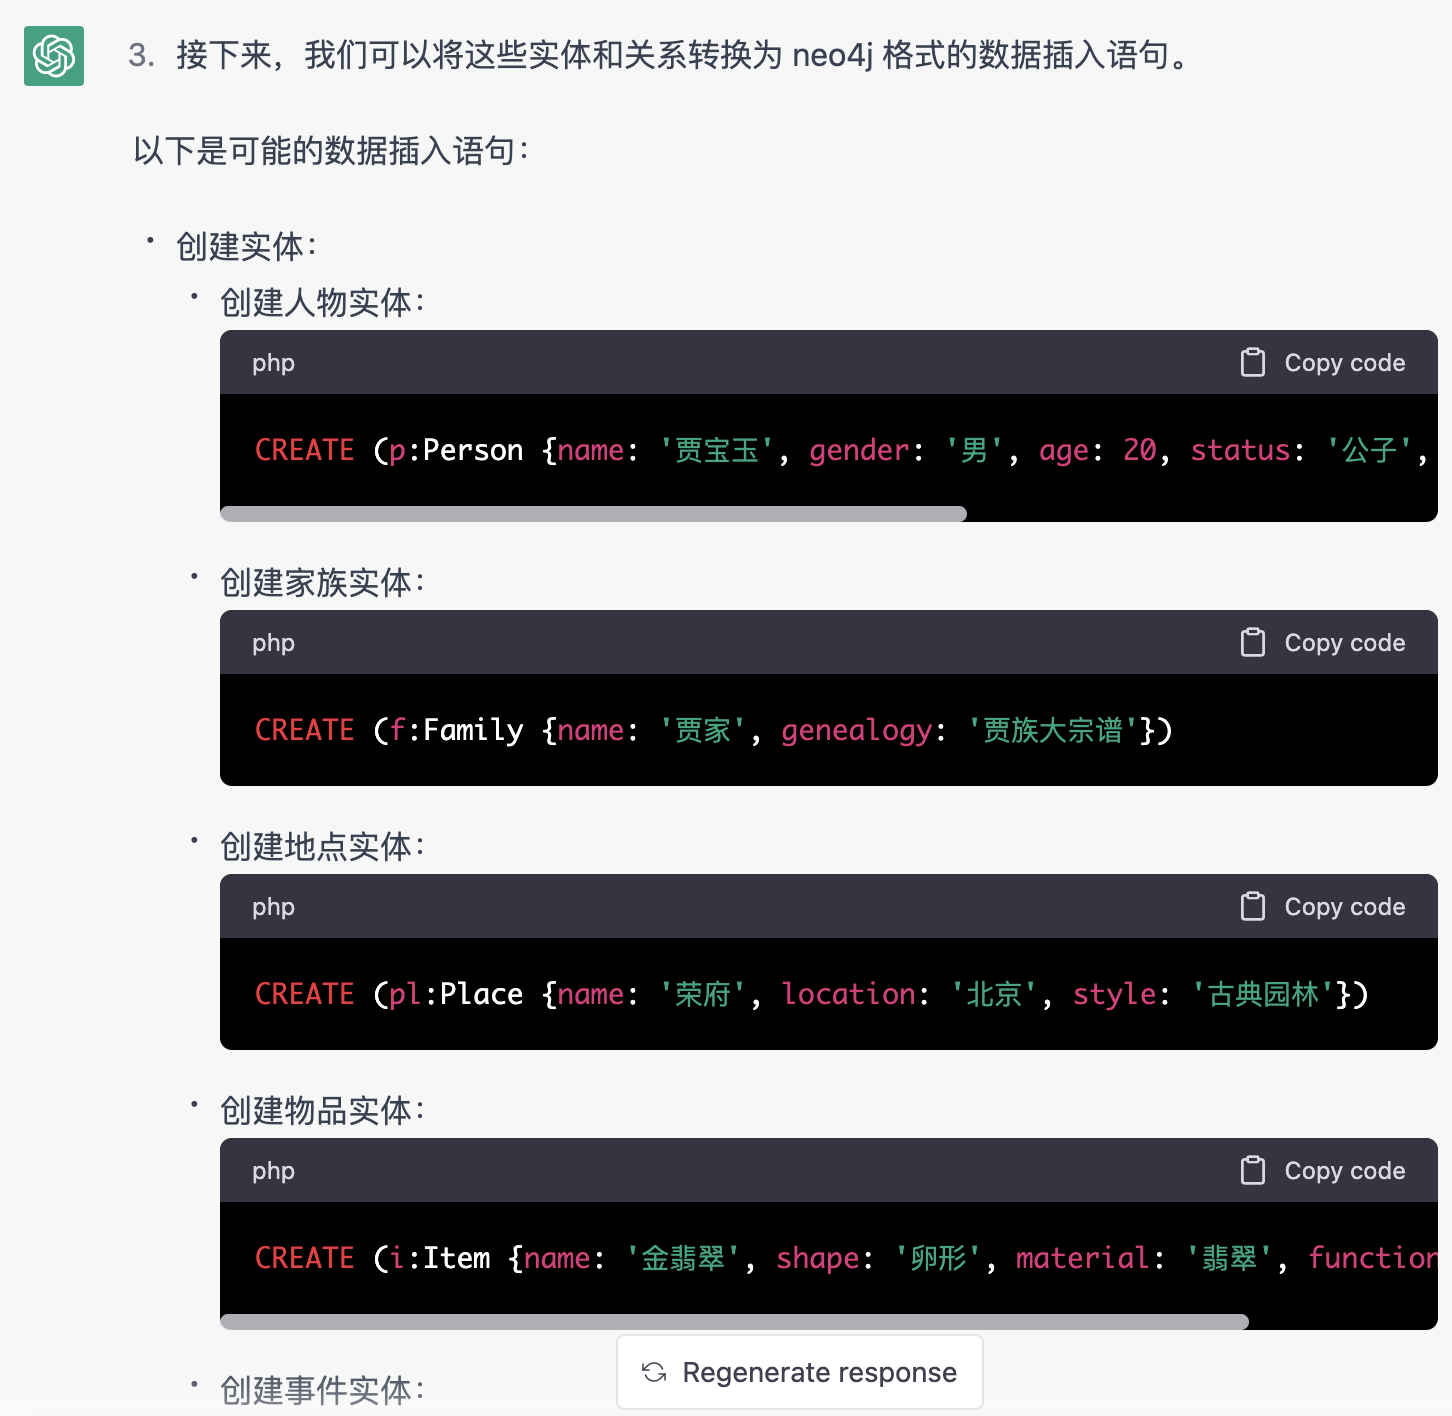 3. 接下来，我们可以将这些实体和关系转换为 neo4j 格式的数据插入语句。
以下是可能的数据插入语句：
• 创建实体：
• 创建人物实体：
php Copy code
CREATE (p:Person {name: '贾宝玉', gender: '男', age: 20, status: '公子',
• 创建家族实体：
php Copy code
CREATE (f:Family {name: '贾家', genealogy: '贾族大宗谱'})
• 创建地点实体：
php Copy code
CREATE (pl:Place {name: '荣府', location: '北京', style: '古典园林'})
• 创建物品实体：
php Copy code
CREATE (i:Item {name: '金翡翠', shape: '卵形', material: '翡翠', function
Regenerate response
• 创建事件实体：